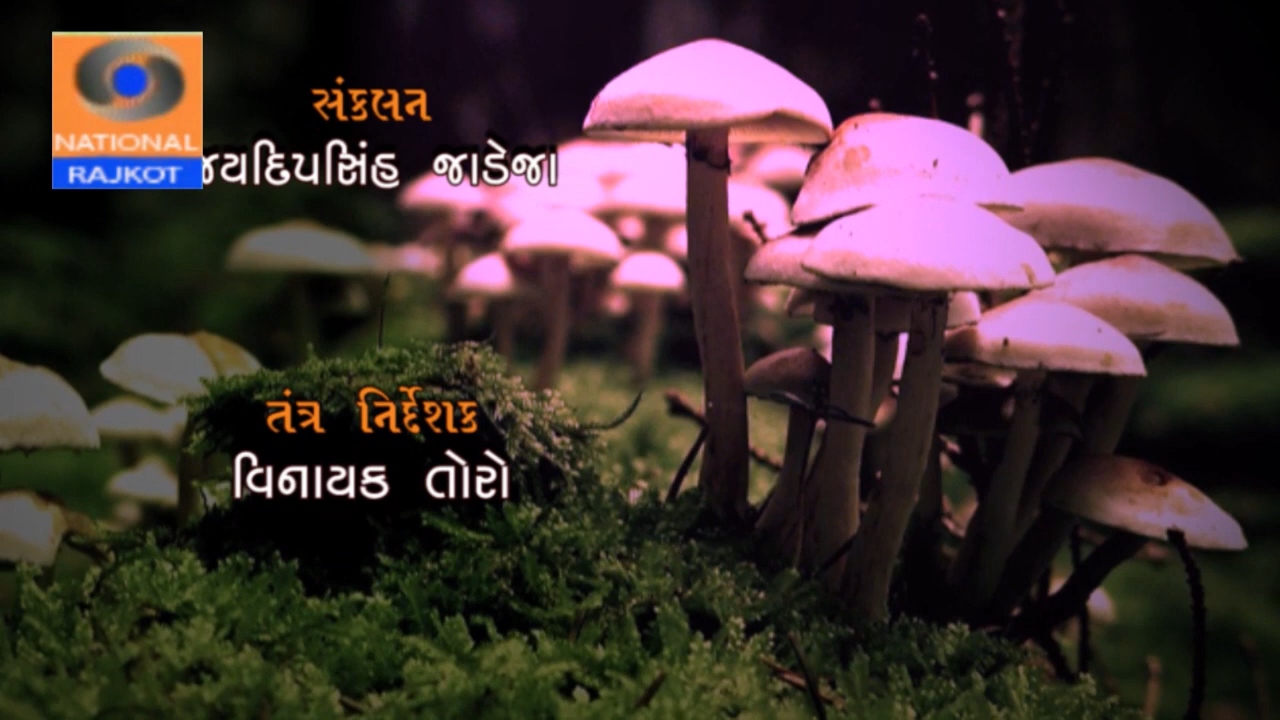 NATIONAL
RAJKOT
સંકલન
જયદિપસિંહ જાડેજા
તંત્ર નિર્દેશક
વિનાયક તોરો